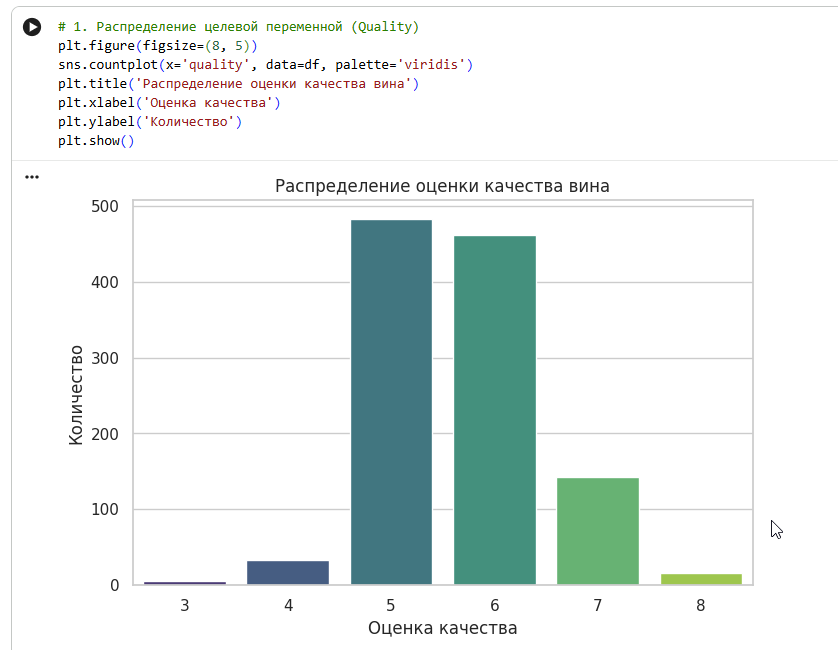 # 1. Распределение целевой переменной (Quality)
plt.figure(figsize=(8, 5))
sns.countplot(x='quality', data=df, palette='viridis')
plt.title('Распределение оценки качества вина')
plt.xlabel('Оценка качества')
plt.ylabel('Количество')
plt.show()
Распределение оценки качества вина
500
400
300
200
100
0
Количество
3 4 5 6 7 8
Оценка качества